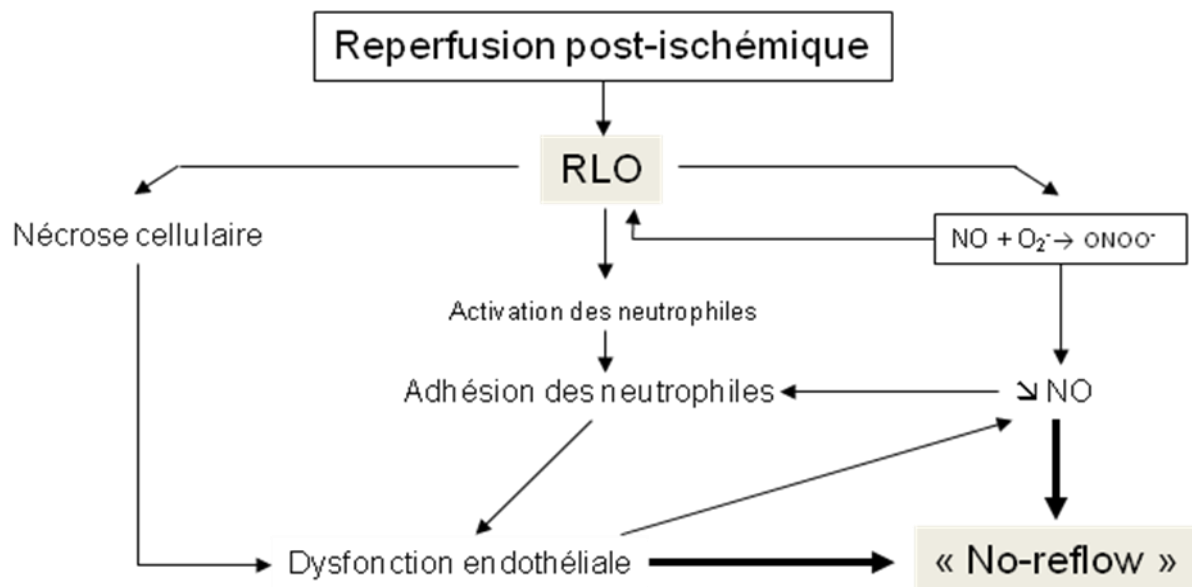 Reperfusion post-ischémique
RLO
Nécrose cellulaire
NO + O₂⁻→ ONOO⁻
Activation des neutrophiles
Adhésion des neutrophiles
↘ NO
Dysfonction endothéliale
« No-reflow »